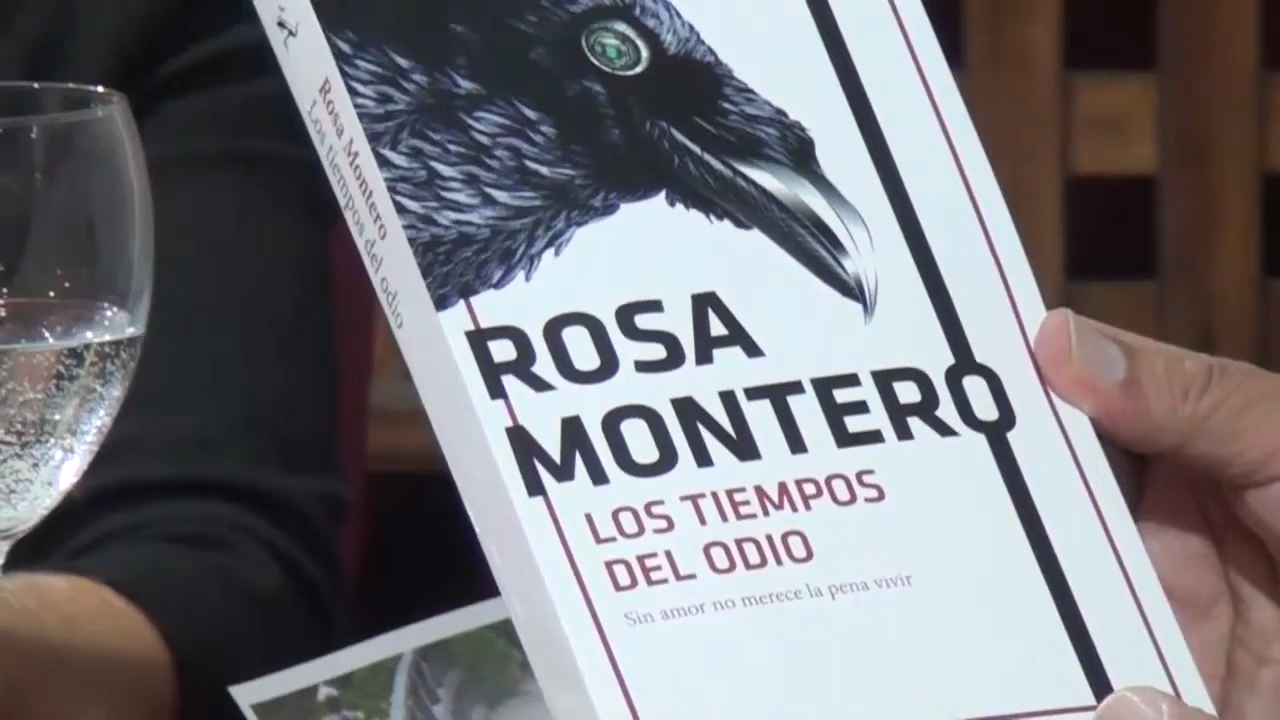 Rosa Montero
Los tiempos del odio
ROSA
MONTERO
LOS TIEMPOS
DEL ODIO
Sin amor no merece la pena vivir